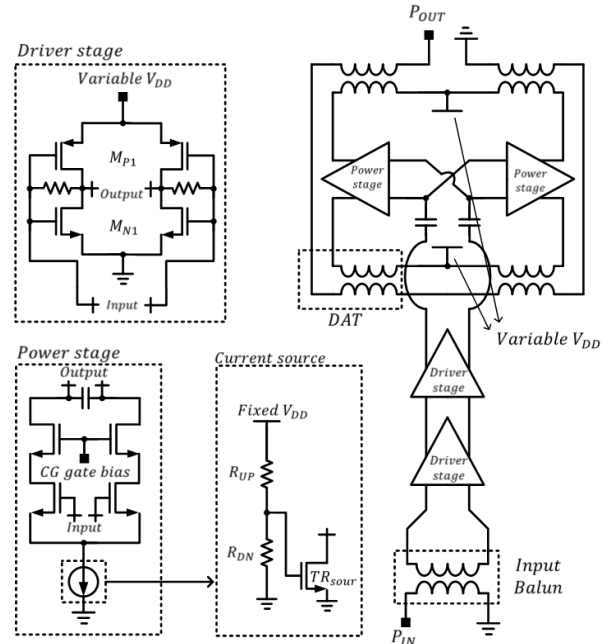 Driver stage
Variable V_DD
M_P1
Output
M_N1
Input
Power stage
Output
CG gate bias
Input
Current source
Fixed V_DD
R_UP
R_DN
TR_sour
P_OUT
Power
stage
Power
stage
DAT
Variable V_DD
Driver
stage
Driver
stage
Input
Balun
P_IN